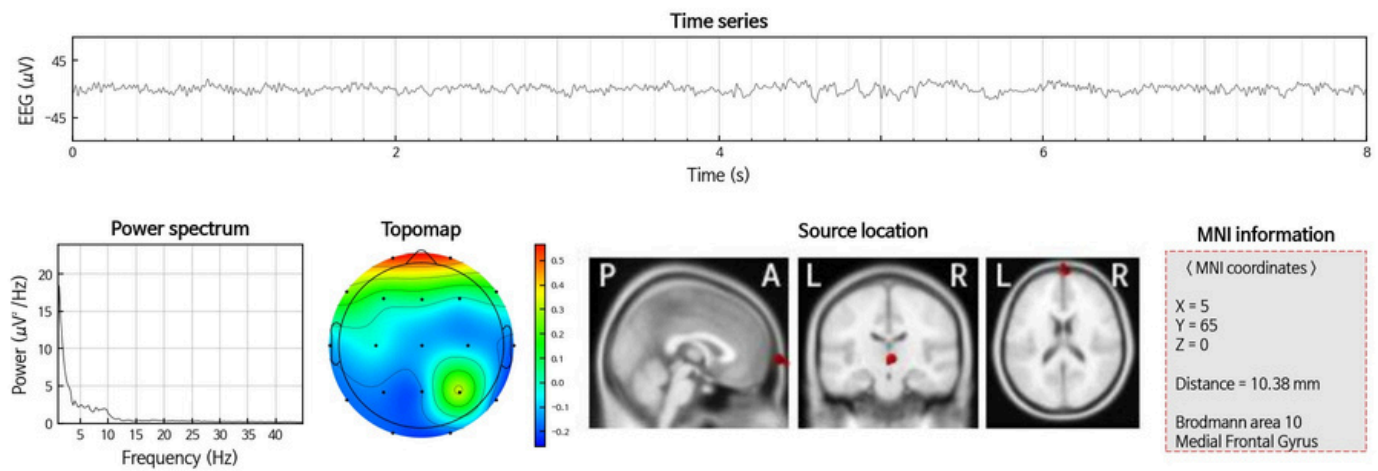 Time series
EEG (μV)
45
-45
0 2 4 6 8
Time (s)
Power spectrum
Topomap
Source location
MNI information
Power (μV²/Hz)
20
15
10
5
0
5 10 15 20 25 30 35 40
Frequency (Hz)
0.5
0.4
0.3
0.2
0.1
0.0
-0.1
-0.2
P A
L R
L R
〈 MNI coordinates 〉
X = 5
Y = 65
Z = 0
Distance = 10.38 mm
Brodmann area 10
Medial Frontal Gyrus